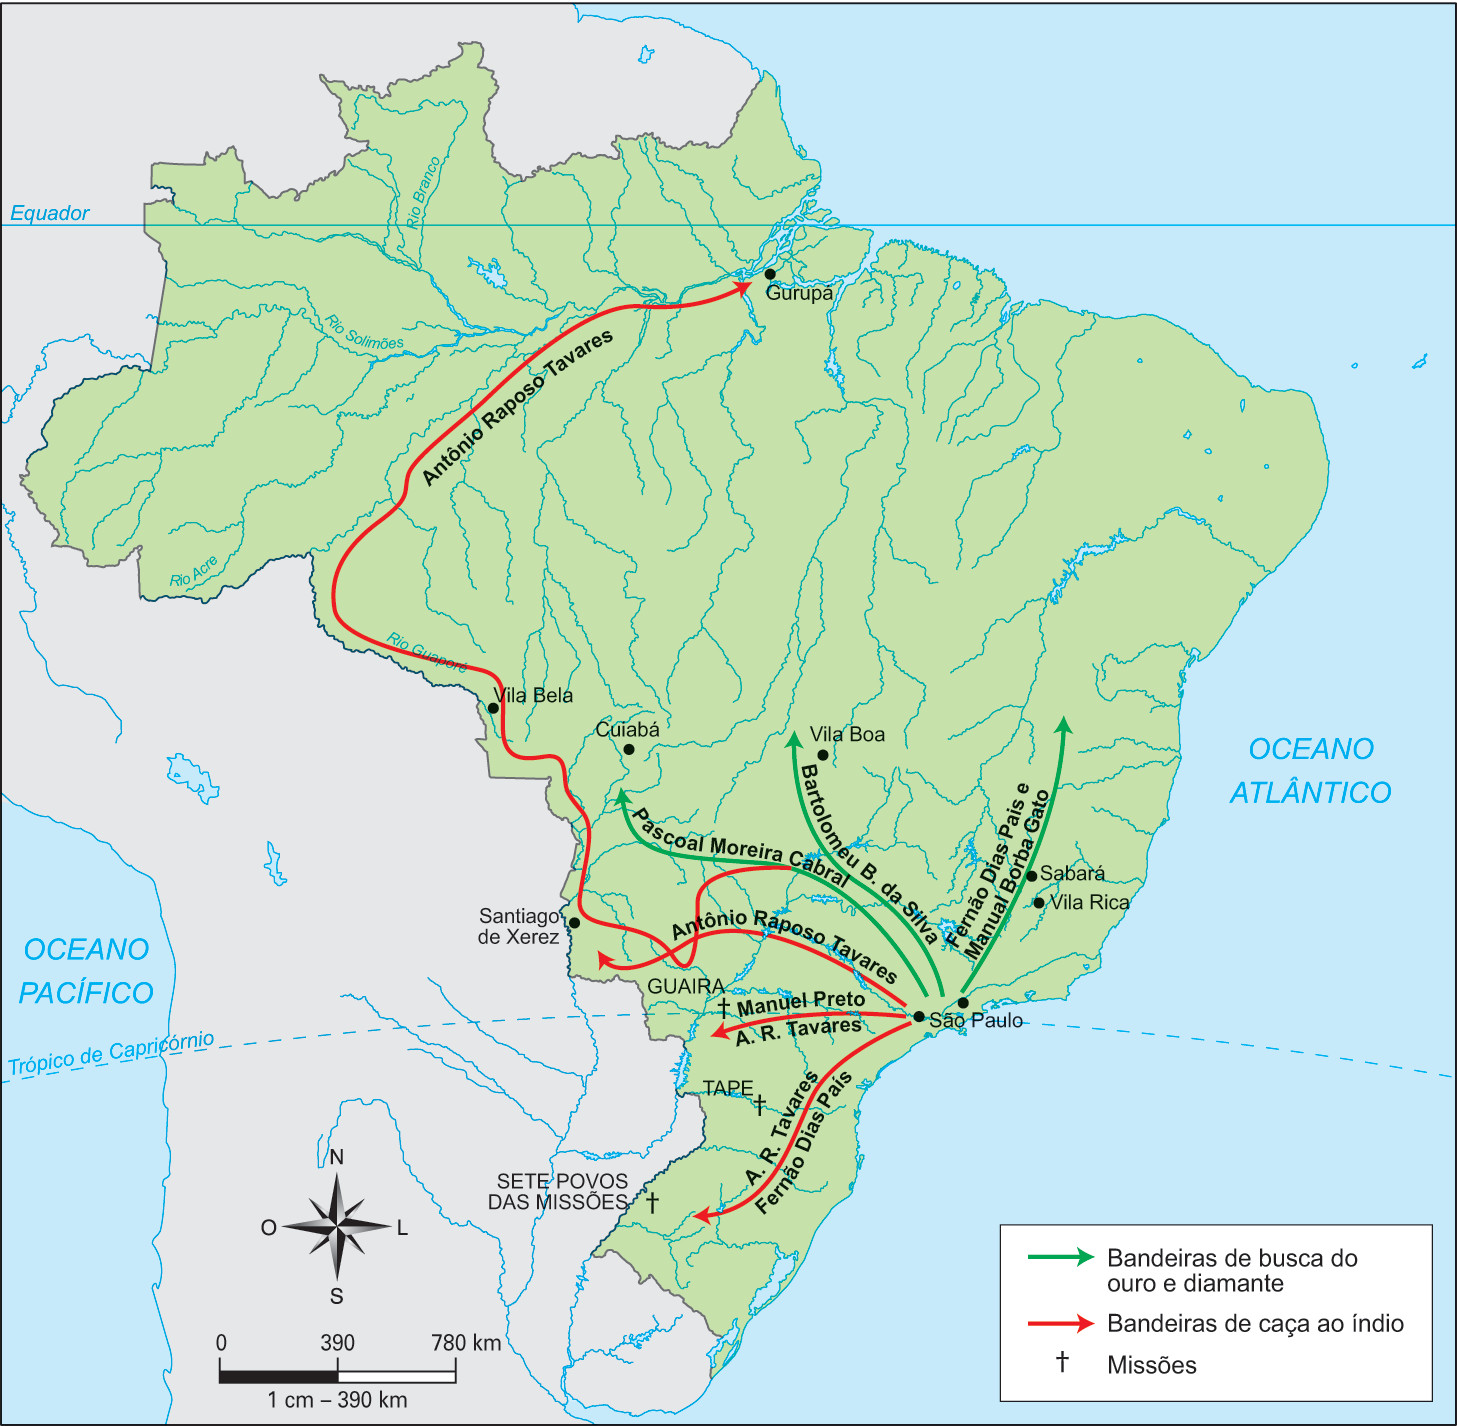 Equador
Rio Branco
Gurupá
Rio Solimões
Antônio Raposo Tavares
Rio Acre
Rio Guaporé
Vila Bela
Cuiabá
Vila Boa
OCEANO
ATLÂNTICO
Pascoal Moreira Cabral
Bartolomeu B. da Silva
Fernão Dias Pais e
Manual Borba Gato
Sabará
Vila Rica
Santiago
de Xerez
Antônio Raposo Tavares
OCEANO
PACÍFICO
GUAIRA
Manuel Preto
A. R. Tavares
São Paulo
Trópico de Capricórnio
TAPE
A. R. Tavares
Fernão Dias País
SETE POVOS
DAS MISSÕES
N
O
L
S
0 390 780 km
1 cm – 390 km
Bandeiras de busca do
ouro e diamante
Bandeiras de caça ao índio
Missões